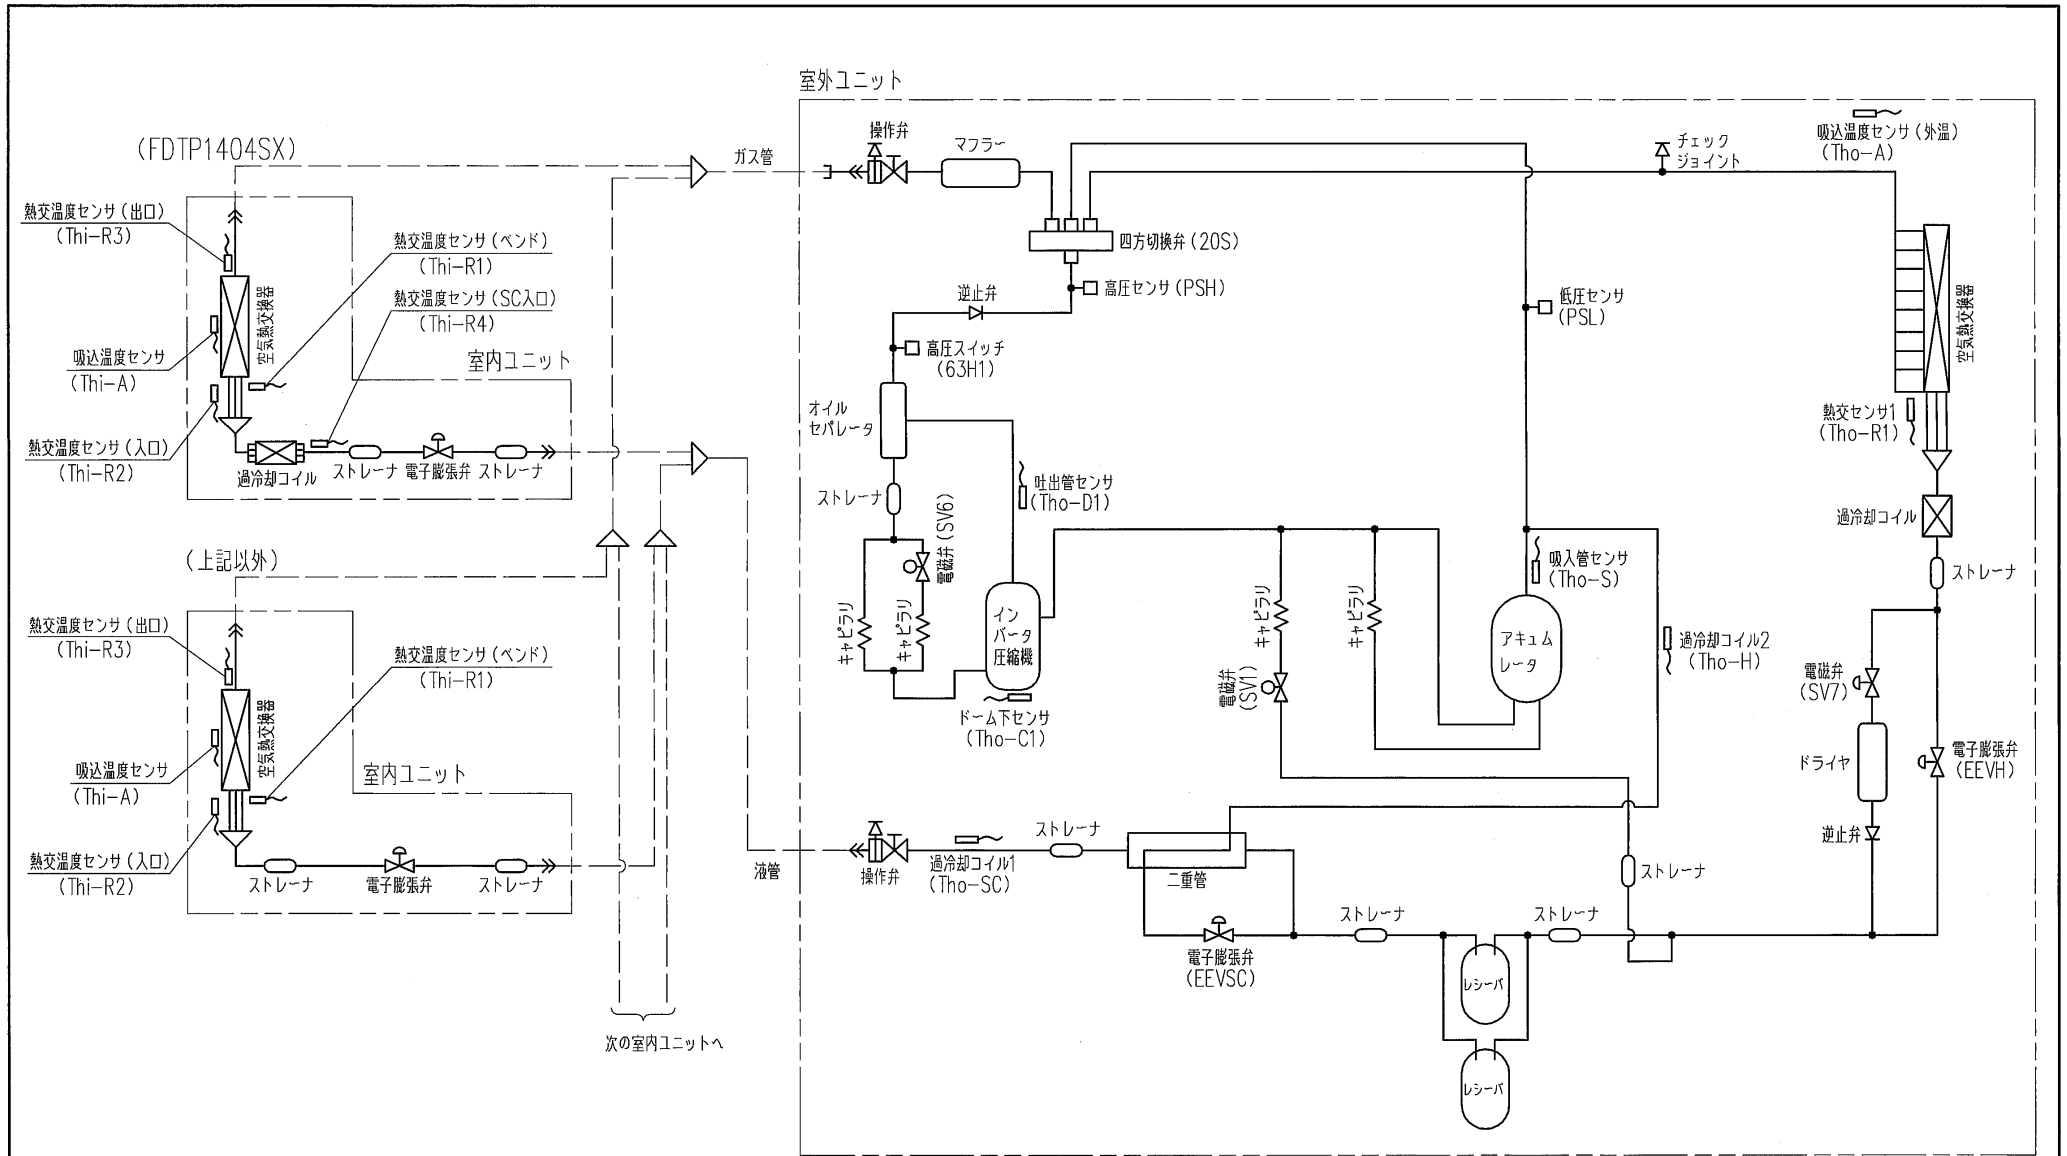 室外ユニット
(FDTP1404SX)
熱交温度センサ(出口)
(Thi-R3)
熱交温度センサ(ベンド)
(Thi-R1)
熱交温度センサ(SC入口)
(Thi-R4)
空気熱交換器
吸込温度センサ
(Thi-A)
室内ユニット
熱交温度センサ(入口)
(Thi-R2)
過冷却コイル
ストレーナ
電子膨張弁
ストレーナ
(上記以外)
熱交温度センサ(出口)
(Thi-R3)
熱交温度センサ(ベンド)
(Thi-R1)
空気熱交換器
吸込温度センサ
(Thi-A)
室内ユニット
熱交温度センサ(入口)
(Thi-R2)
ストレーナ
電子膨張弁
ストレーナ
次の室内ユニットへ
ガス管
液管
操作弁
マフラー
四方切換弁(20S)
高圧センサ(PSH)
逆止弁
高圧スイッチ
(63H1)
オイル
セパレータ
ストレーナ
電磁弁(SV6)
キャピラリ
キャピラリ
吐出管センサ
(Tho-D1)
イン
バータ
圧縮機
ドーム下センサ
(Tho-C1)
キャピラリ
キャピラリ
電磁弁
(SV1)
チェック
ジョイント
吸込温度センサ(外温)
(Tho-A)
低圧センサ
(PSL)
空気熱交換器
熱交センサ1
(Tho-R1)
過冷却コイル
ストレーナ
吸入管センサ
(Tho-S)
アキュム
レータ
過冷却コイル2
(Tho-H)
電磁弁
(SV7)
ドライヤ
電子膨張弁
(EEVH)
逆止弁
操作弁
過冷却コイル1
(Tho-SC)
ストレーナ
二重管
電子膨張弁
(EEVSC)
ストレーナ
ストレーナ
ストレーナ
レシーバ
レシーバ